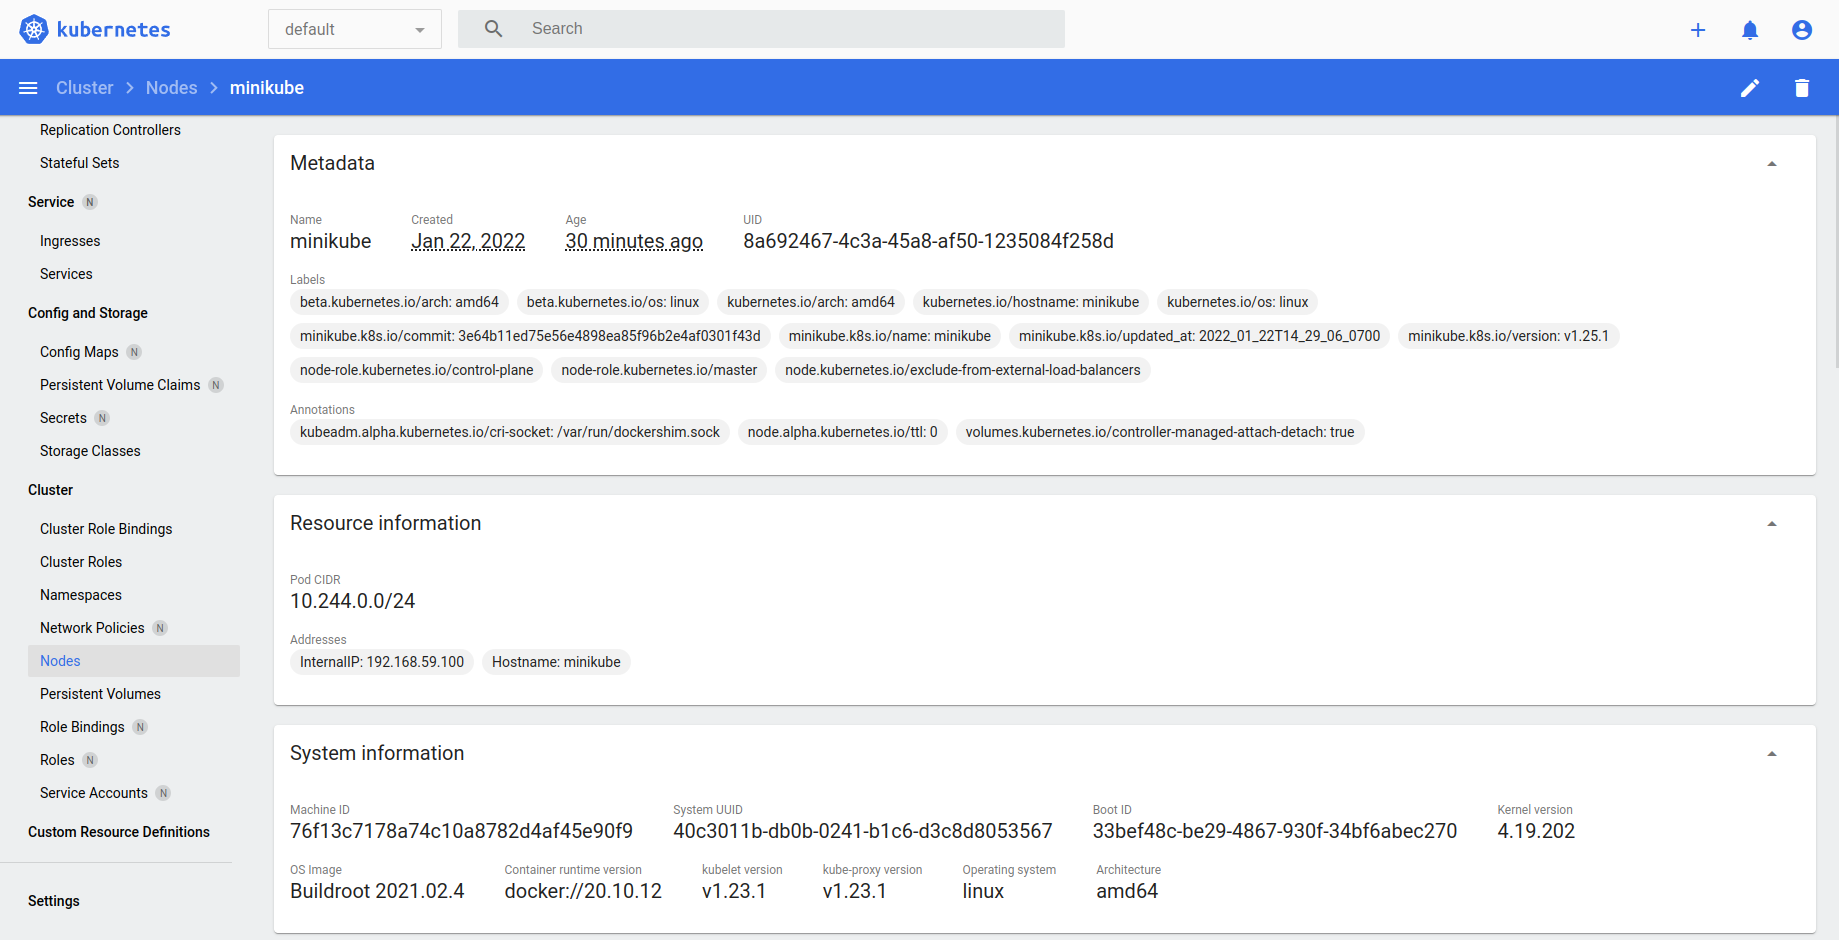 kubernetes
default
Search
Cluster > Nodes > minikube
Replication Controllers
Stateful Sets
Service N
Ingresses
Services
Config and Storage
Config Maps N
Persistent Volume Claims N
Secrets N
Storage Classes
Cluster
Cluster Role Bindings
Cluster Roles
Namespaces
Network Policies N
Nodes
Persistent Volumes
Role Bindings N
Roles N
Service Accounts N
Custom Resource Definitions
Settings
Metadata
Name Created Age UID
minikube Jan 22, 2022 30 minutes ago 8a692467-4c3a-45a8-af50-1235084f258d
Labels
beta.kubernetes.io/arch: amd64 beta.kubernetes.io/os: linux kubernetes.io/arch: amd64 kubernetes.io/hostname: minikube kubernetes.io/os: linux
minikube.k8s.io/commit: 3e64b11ed75e56e4898ea85f96b2e4af0301f43d minikube.k8s.io/name: minikube minikube.k8s.io/updated_at: 2022_01_22T14_29_06_0700 minikube.k8s.io/version: v1.25.1
node-role.kubernetes.io/control-plane node-role.kubernetes.io/master node.kubernetes.io/exclude-from-external-load-balancers
Annotations
kubeadm.alpha.kubernetes.io/cri-socket: /var/run/dockershim.sock node.alpha.kubernetes.io/ttl: 0 volumes.kubernetes.io/controller-managed-attach-detach: true
Resource information
Pod CIDR
10.244.0.0/24
Addresses
InternalIP: 192.168.59.100 Hostname: minikube
System information
Machine ID System UUID Boot ID Kernel version
76f13c7178a74c10a8782d4af45e90f9 40c3011b-db0b-0241-b1c6-d3c8d8053567 33bef48c-be29-4867-930f-34bf6abec270 4.19.202
OS Image Container runtime version kubelet version kube-proxy version Operating system Architecture
Buildroot 2021.02.4 docker://20.10.12 v1.23.1 v1.23.1 linux amd64